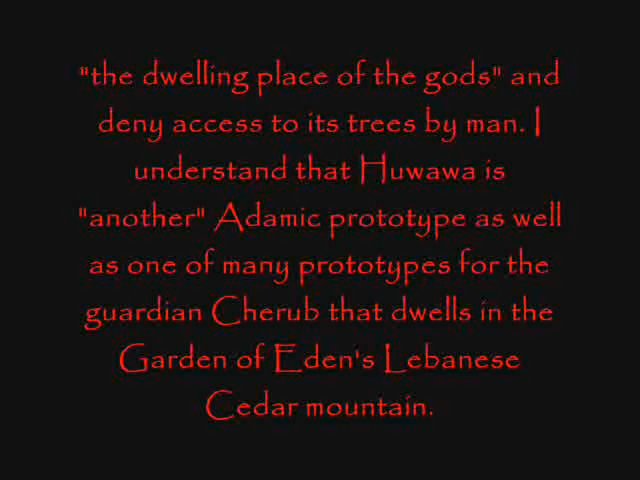 "the dwelling place of the gods" and
deny access to its trees by man. I
understand that Huwawa is
"another" Adamic prototype as well
as one of many prototypes for the
guardian Cherub that dwells in the
Garden of Eden's Lebanese
Cedar mountain.